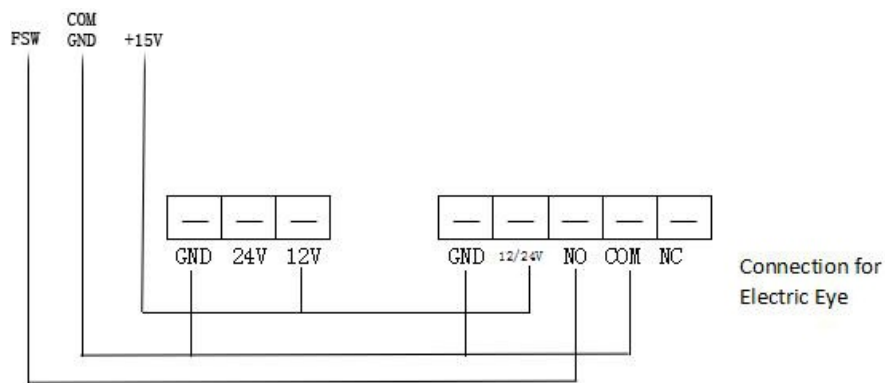 COM
FSW GND +15V
GND 24V 12V GND 12/24V NO COM NC
Connection for
Electric Eye